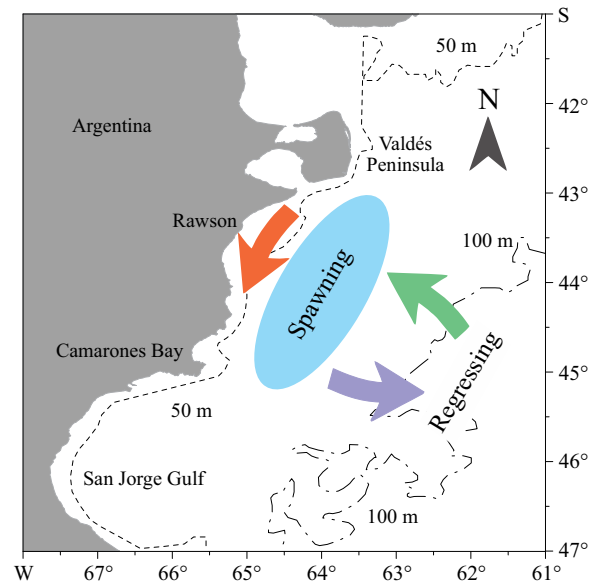 S
50 m
42°
N
Argentina
Valdés
Peninsula
43°
Rawson
100 m
44°
Spawning
Camarones Bay
Regressing
45°
50 m
San Jorge Gulf
46°
100 m
47°
W
67°
66°
65°
64°
63°
62°
61°